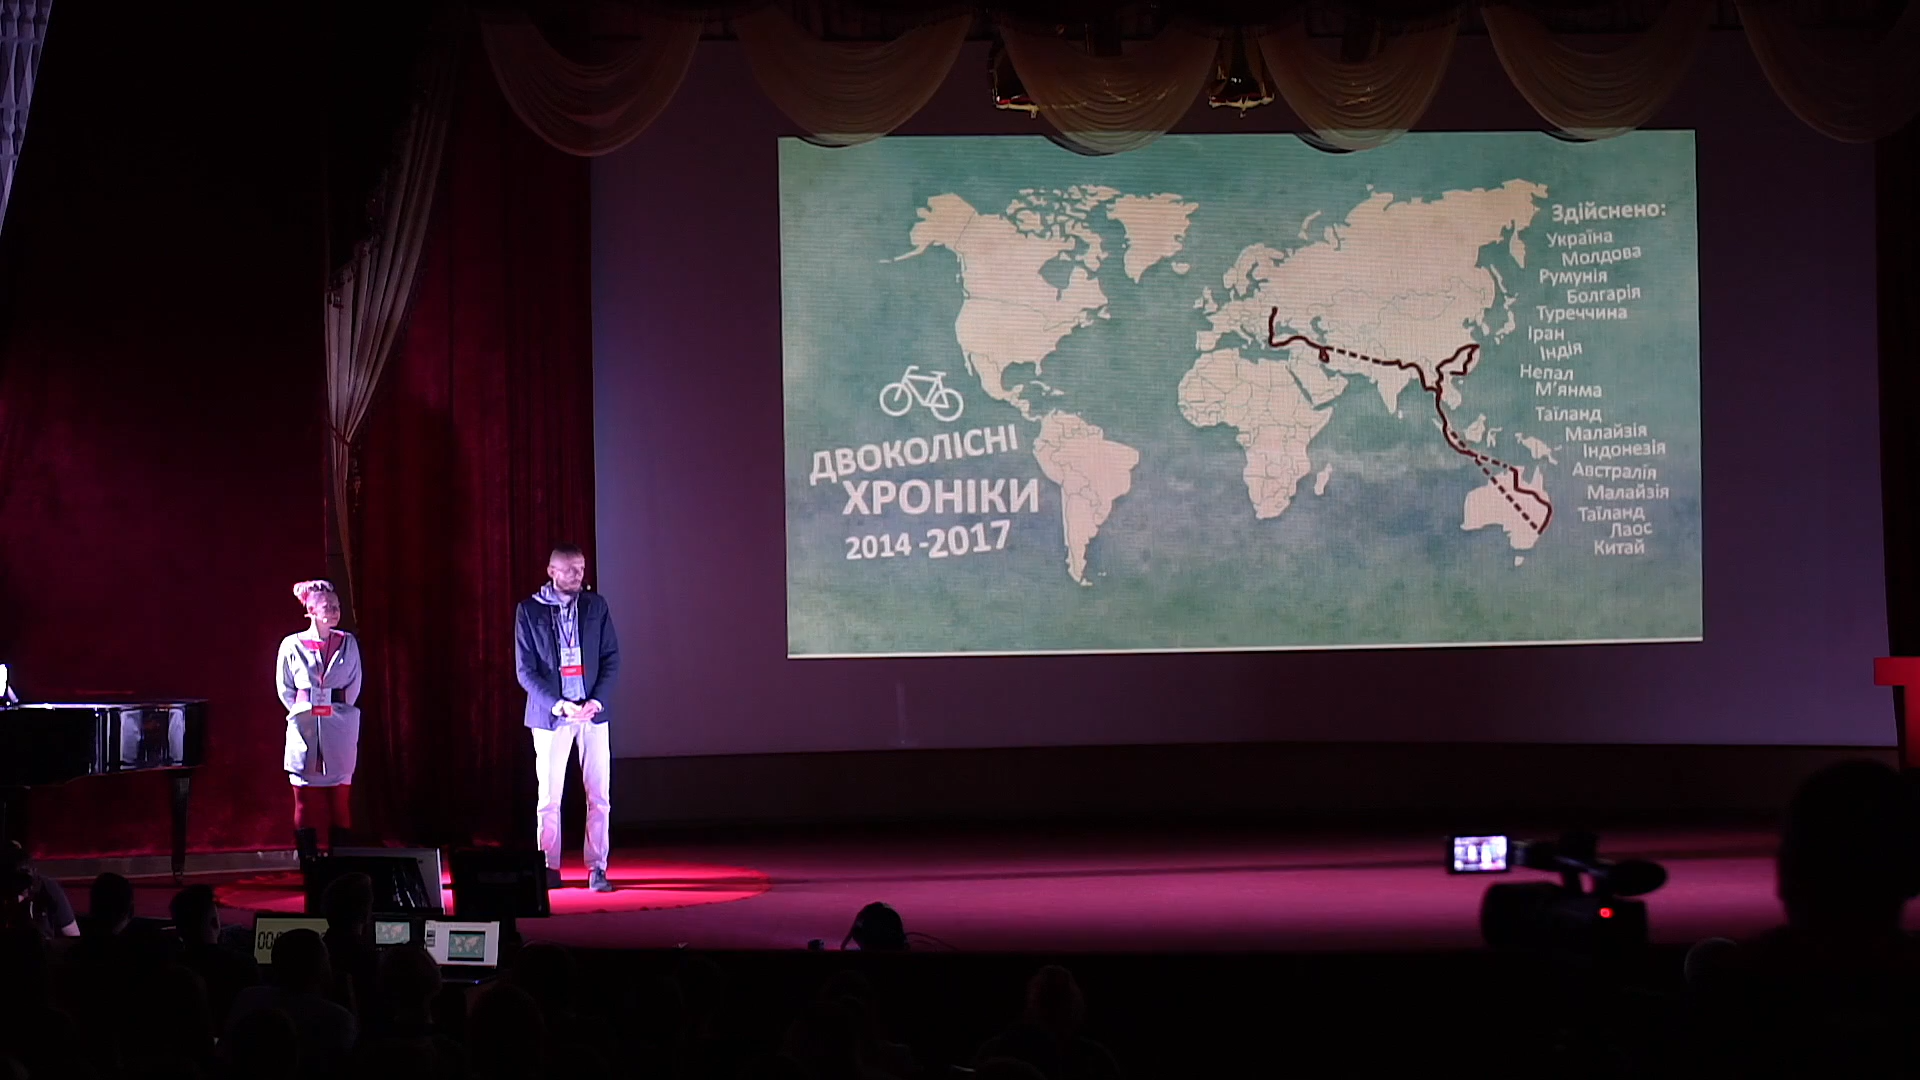 Здійснено:
Україна
Молдова
Румунія
Болгарія
Туреччина
Іран
Індія
Непал
М'янма
Таїланд
Малайзія
Індонезія
Австралія
Малайзія
Таїланд
Лаос
Китай
ДВОКОЛІСНІ
ХРОНІКИ
2014 -2017